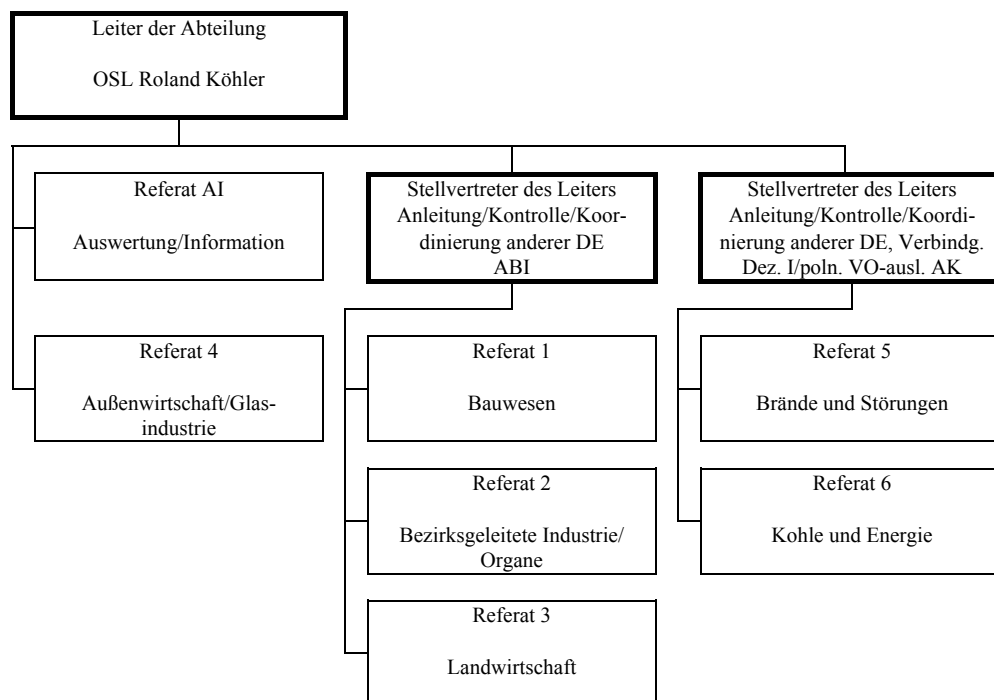 Leiter der Abteilung
OSL Roland Köhler
Referat AI
Auswertung/Information
Stellvertreter des Leiters
Anleitung/Kontrolle/Koor-
dinierung anderer DE
ABI
Stellvertreter des Leiters
Anleitung/Kontrolle/Koordi-
nierung anderer DE, Verbindg.
Dez. I/poln. VO-ausl. AK
Referat 4
Außenwirtschaft/Glas-
industrie
Referat 1
Bauwesen
Referat 5
Brände und Störungen
Referat 2
Bezirksgeleitete Industrie/
Organe
Referat 6
Kohle und Energie
Referat 3
Landwirtschaft